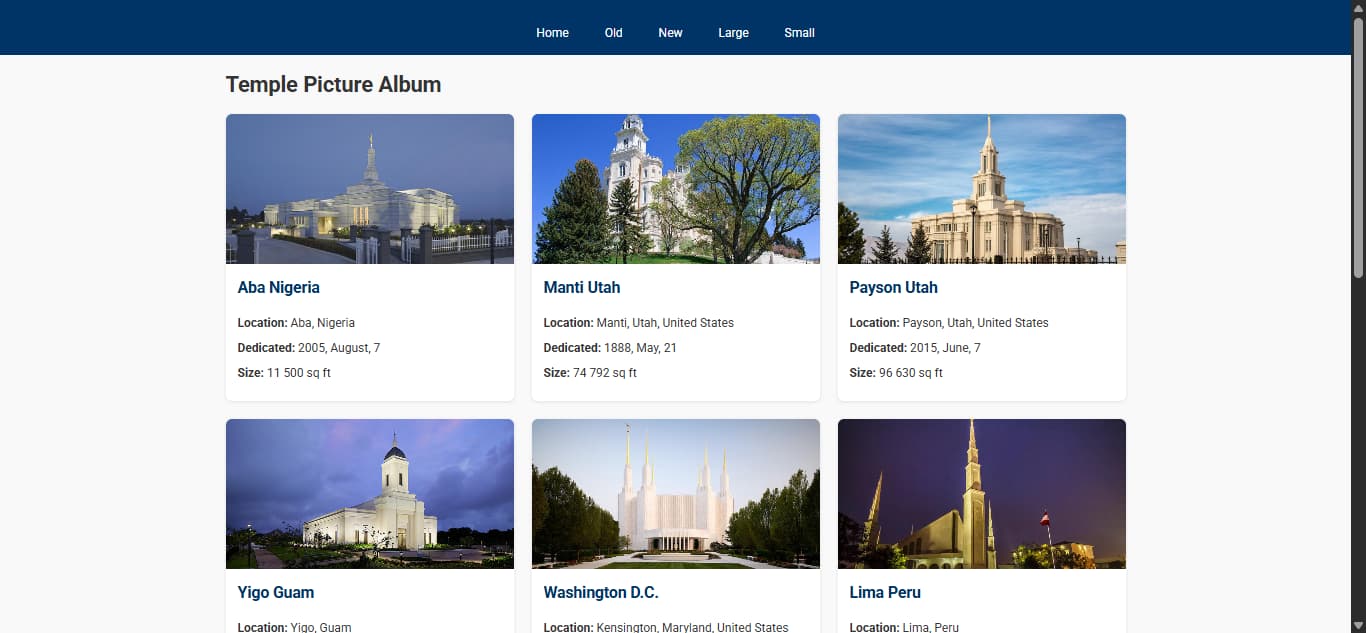 Home Old New Large Small
Temple Picture Album
Aba Nigeria
Location: Aba, Nigeria
Dedicated: 2005, August, 7
Size: 11 500 sq ft
Manti Utah
Location: Manti, Utah, United States
Dedicated: 1888, May, 21
Size: 74 792 sq ft
Payson Utah
Location: Payson, Utah, United States
Dedicated: 2015, June, 7
Size: 96 630 sq ft
Yigo Guam
Location: Yigo, Guam
Washington D.C.
Location: Kensington, Maryland, United States
Lima Peru
Location: Lima, Peru